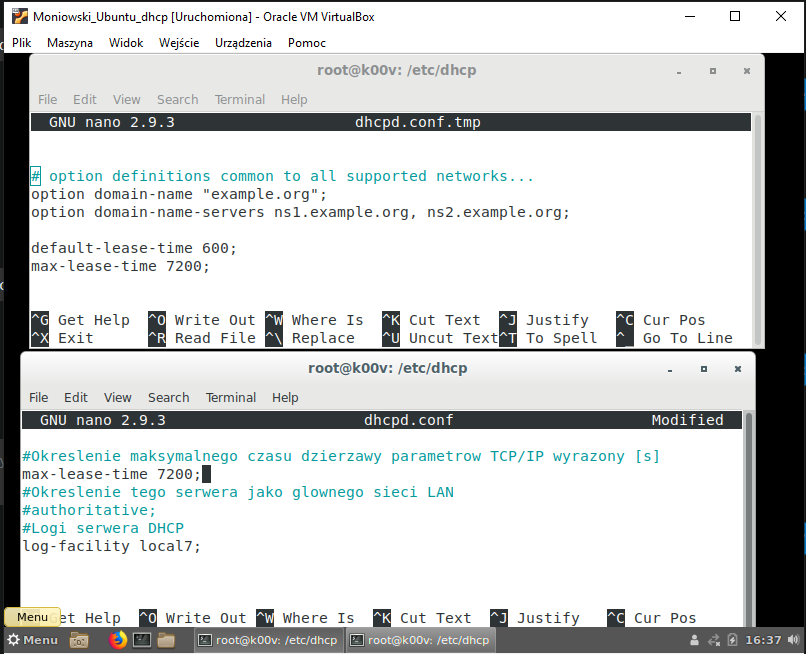 Moniowski_Ubuntu_dhcp [Uruchomiona] - Oracle VM VirtualBox
Plik Maszyna Widok Wejście Urządzenia Pomoc
root@k00v: /etc/dhcp
File Edit View Search Terminal Help
GNU nano 2.9.3 dhcpd.conf.tmp
# option definitions common to all supported networks...
option domain-name "example.org";
option domain-name-servers ns1.example.org, ns2.example.org;
default-lease-time 600;
max-lease-time 7200;
^G Get Help ^O Write Out ^W Where Is ^K Cut Text ^J Justify ^C Cur Pos
^X Exit ^R Read File ^\ Replace ^U Uncut Text ^T To Spell ^_ Go To Line
root@k00v: /etc/dhcp
File Edit View Search Terminal Help
GNU nano 2.9.3 dhcpd.conf Modified
#Okreslenie maksymalnego czasu dzierzawy parametrow TCP/IP wyrazony [s]
max-lease-time 7200;
#Okreslenie tego serwera jako glownego sieci LAN
#authoritative;
#Logi serwera DHCP
log-facility local7;
Menu et Help ^O Write Out ^W Where Is ^K Cut Text ^J Justify ^C Cur Pos
Menu root@k00v: /etc/dhcp root@k00v: /etc/dhcp 16:37